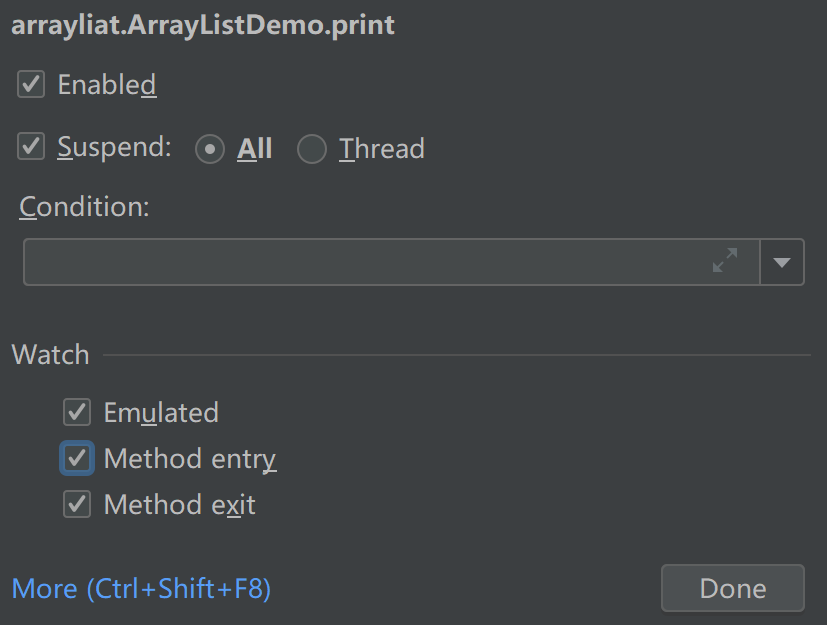 arrayliat.ArrayListDemo.print
Enabled
Suspend: All Thread
Condition:
Watch
Emulated
Method entry
Method exit
More (Ctrl+Shift+F8) Done